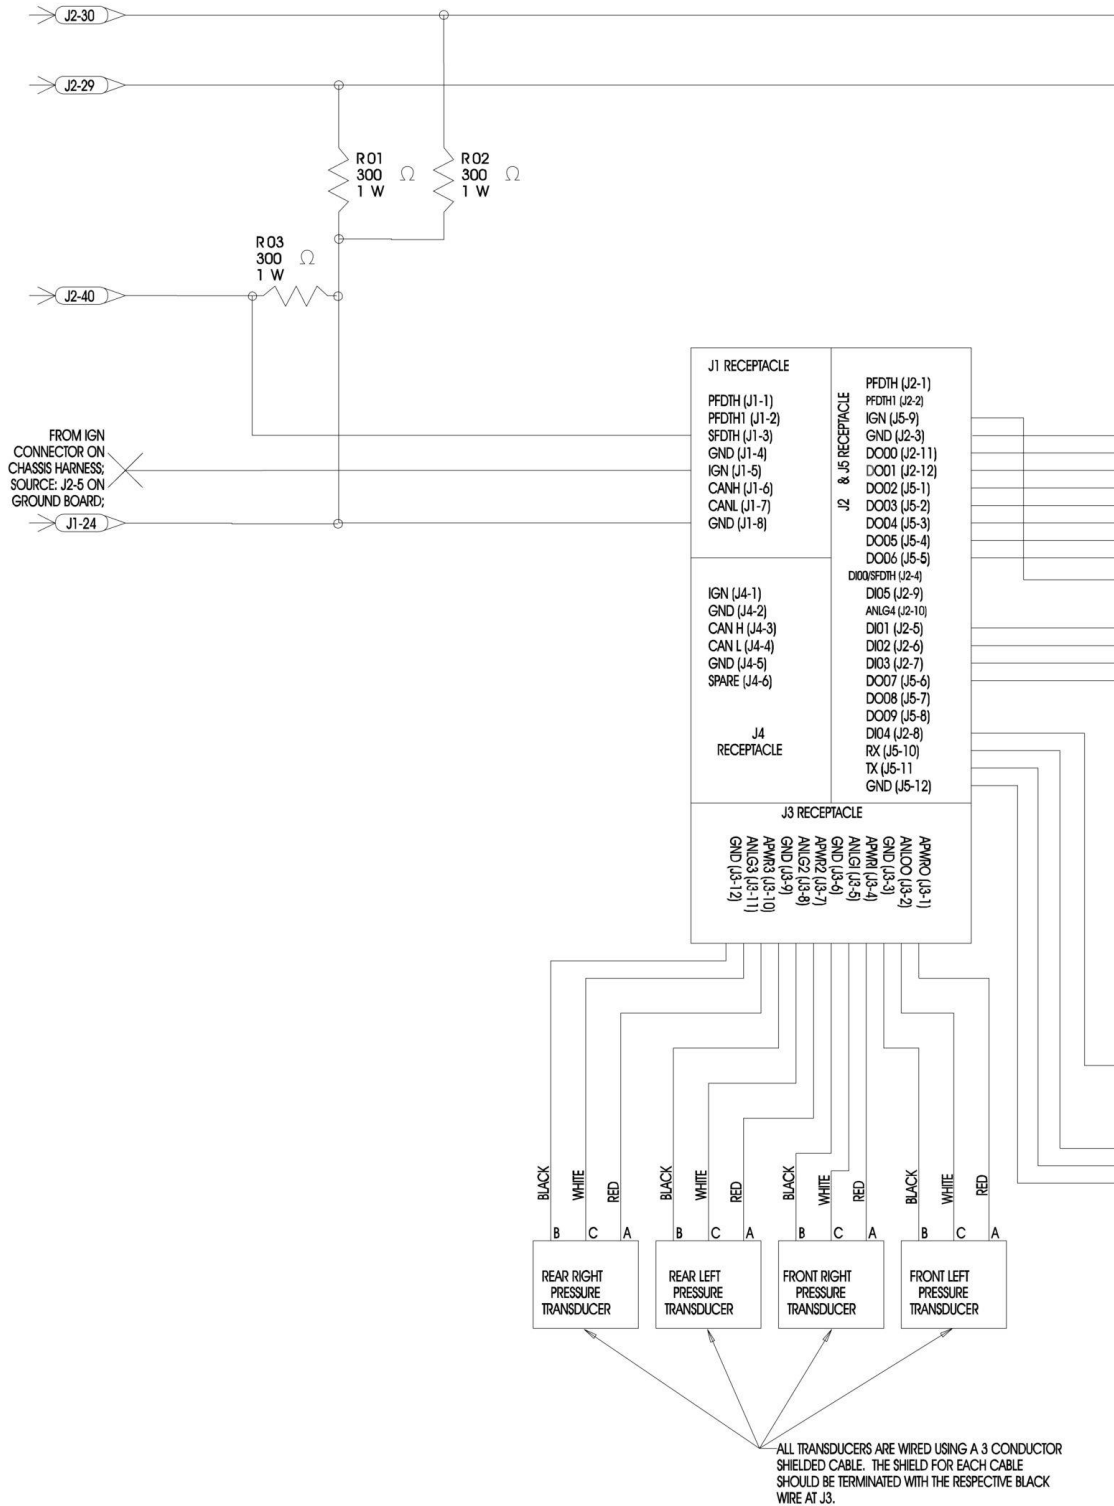 J2-30
J2-29
R01
300 Ω
1 W
R02
300 Ω
1 W
R03
300 Ω
1 W
J2-40
FROM IGN
CONNECTOR ON
CHASSIS HARNESS;
SOURCE: J2-5 ON
GROUND BOARD;
J1-24
J1 RECEPTACLE
PFDTH (J1-1)
PFDTH1 (J1-2)
SFDTH (J1-3)
GND (J1-4)
IGN (J1-5)
CANH (J1-6)
CANL (J1-7)
GND (J1-8)
IGN (J4-1)
GND (J4-2)
CAN H (J4-3)
CAN L (J4-4)
GND (J4-5)
SPARE (J4-6)
J4
RECEPTACLE
J2 & J5 RECEPTACLE
PFDTH (J2-1)
PFDTH1 (J2-2)
IGN (J5-9)
GND (J2-3)
DO00 (J2-11)
DO01 (J2-12)
DO02 (J5-1)
DO03 (J5-2)
DO04 (J5-3)
DO05 (J5-4)
DO06 (J5-5)
DI00/SFDTH (J2-4)
DI05 (J2-9)
ANLG4 (J2-10)
DI01 (J2-5)
DI02 (J2-6)
DI03 (J2-7)
DO07 (J5-6)
DO08 (J5-7)
DO09 (J5-8)
DI04 (J2-8)
RX (J5-10)
TX (J5-11
GND (J5-12)
J3 RECEPTACLE
GND (J3-12)
ANLG3 (J3-11)
APWR3 (J3-10)
GND (J3-9)
ANLG2 (J3-8)
APWR2 (J3-7)
GND (J3-6)
ANLGI (J3-5)
APWRI (J3-4)
GND (J3-3)
ANLOO (J3-2)
APWRO (J3-1)
BLACK
WHITE
RED
BLACK
WHITE
RED
BLACK
WHITE
RED
BLACK
WHITE
RED
B C A
B C A
B C A
B C A
REAR RIGHT
PRESSURE
TRANSDUCER
REAR LEFT
PRESSURE
TRANSDUCER
FRONT RIGHT
PRESSURE
TRANSDUCER
FRONT LEFT
PRESSURE
TRANSDUCER
ALL TRANSDUCERS ARE WIRED USING A 3 CONDUCTOR
SHIELDED CABLE. THE SHIELD FOR EACH CABLE
SHOULD BE TERMINATED WITH THE RESPECTIVE BLACK
WIRE AT J3.